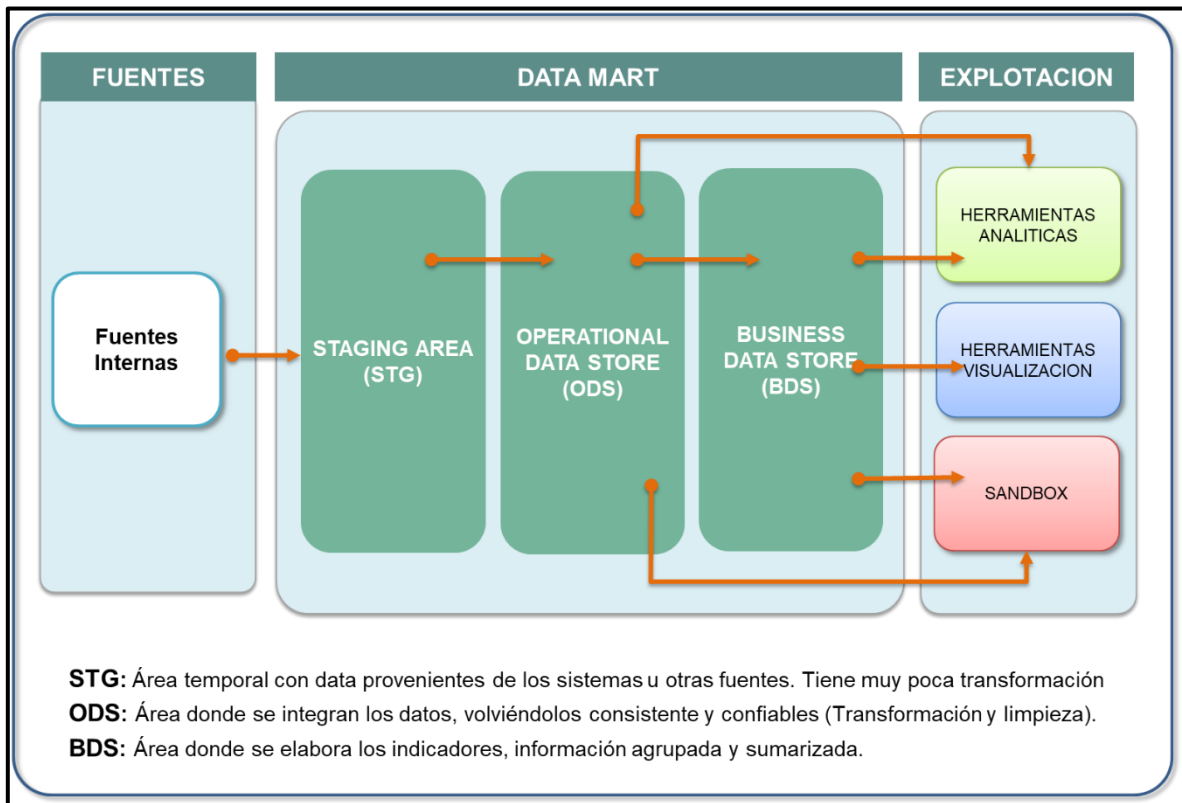 FUENTES
DATA MART
EXPLOTACION
Fuentes
Internas
STAGING AREA
(STG)
OPERATIONAL
DATA STORE
(ODS)
BUSINESS
DATA STORE
(BDS)
HERRAMIENTAS
ANALITICAS
HERRAMIENTAS
VISUALIZACION
SANDBOX
STG: Área temporal con data provenientes de los sistemas u otras fuentes. Tiene muy poca transformación
ODS: Área donde se integran los datos, volviéndolos consistente y confiables (Transformación y limpieza).
BDS: Área donde se elabora los indicadores, información agrupada y sumarizada.